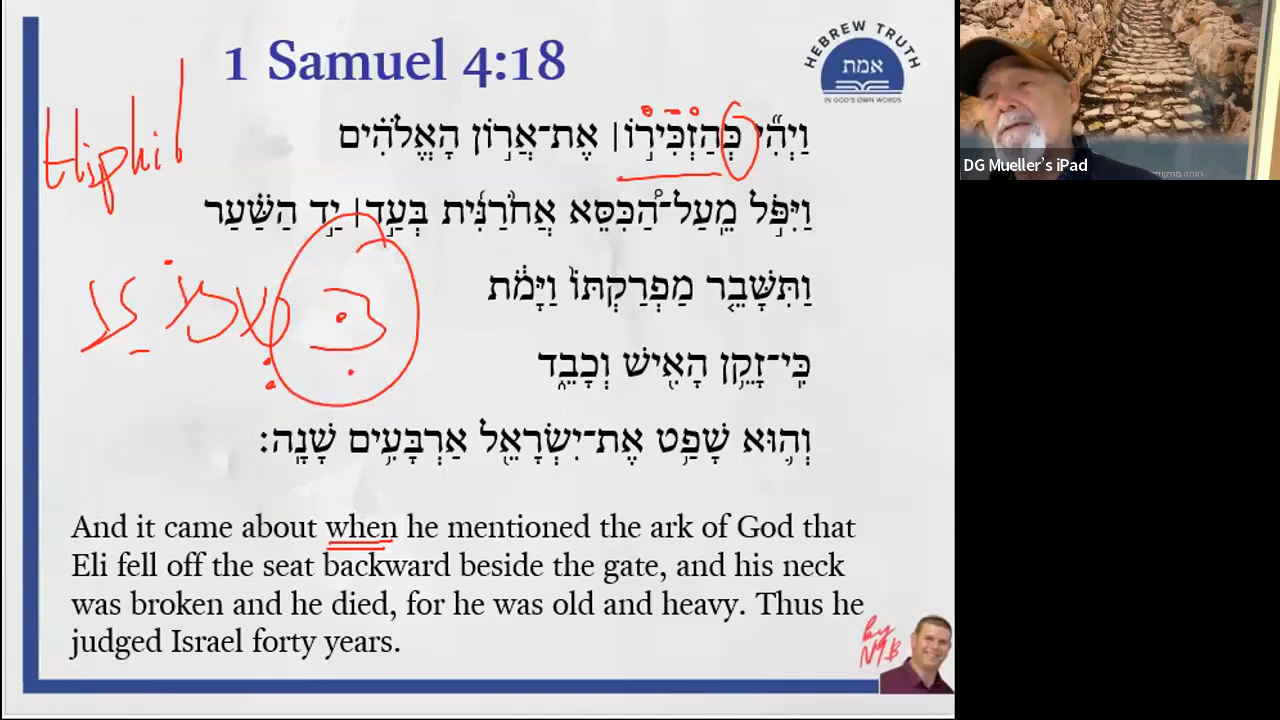 1 Samuel 4:18
HEBREW TRUTH
אמת
IN GOD'S OWN WORDS
Hiphil
וַיְהִ֞י כְּהַזְכִּיר֣וֹ ׀ אֶת־אֲר֣וֹן הָאֱלֹהִ֗ים
וַיִּפֹּ֣ל מֵֽעַל־הַ֠כִּסֵּא אֲחֹ֨רַנִּ֜ית בְּעַ֣ד ׀ יַ֣ד הַשַּׁ֗עַר
וַתִּשָּׁבֵ֤ר מַפְרַקְתּוֹ֙ וַיָּמֹ֔ת
כִּֽי־זָקֵ֥ן הָאִ֖ישׁ וְכָבֵ֑ד
וְה֛וּא שָׁפַ֥ט אֶת־יִשְׂרָאֵ֖ל אַרְבָּעִ֥ים שָׁנָֽה׃
And it came about when he mentioned the ark of God that
Eli fell off the seat backward beside the gate, and his neck
was broken and he died, for he was old and heavy. Thus he
judged Israel forty years.
by
NJB
DG Mueller's iPad